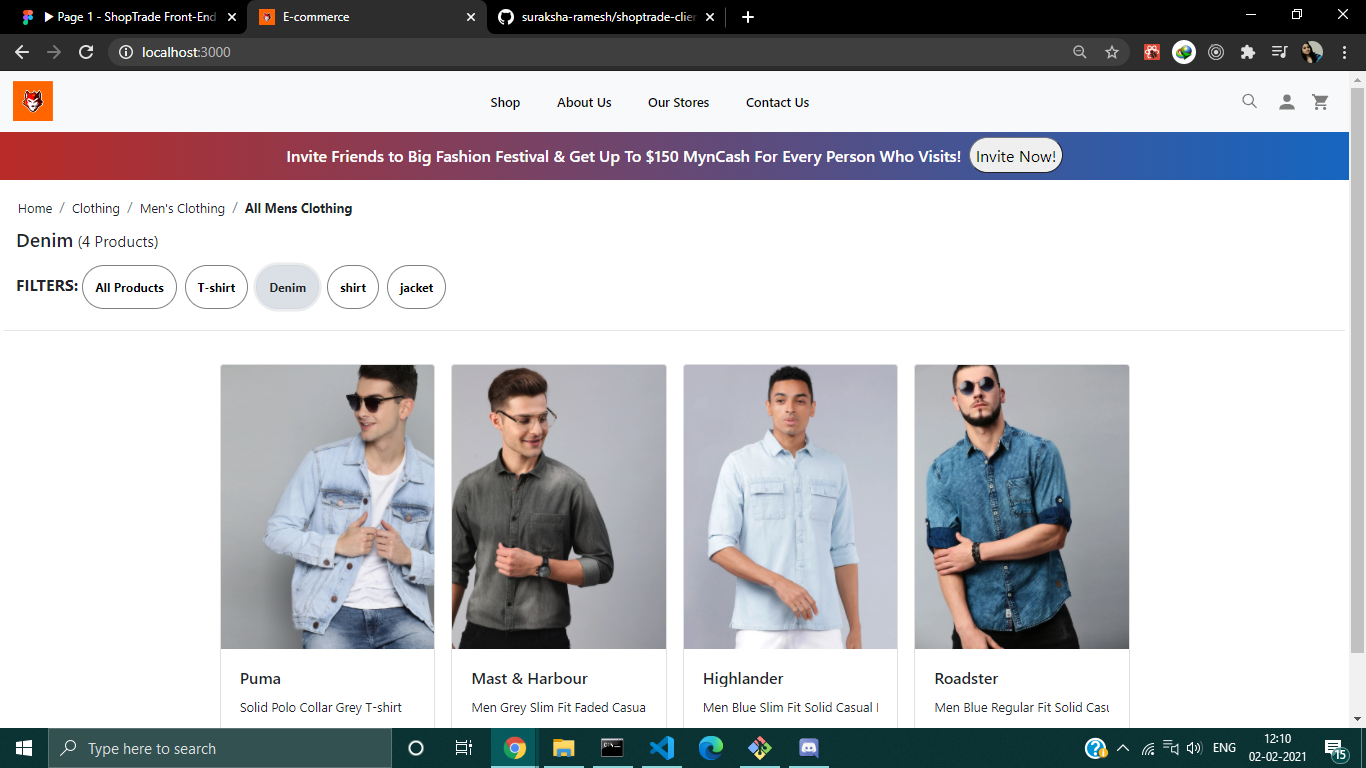 Page 1 - ShopTrade Front-End
E-commerce
suraksha-ramesh/shoptrade-clier
localhost:3000
Shop About Us Our Stores Contact Us
Invite Friends to Big Fashion Festival & Get Up To $150 MynCash For Every Person Who Visits! Invite Now!
Home / Clothing / Men's Clothing / All Mens Clothing
Denim (4 Products)
FILTERS: All Products T-shirt Denim shirt jacket
Puma Mast & Harbour Highlander Roadster
Solid Polo Collar Grey T-shirt Men Grey Slim Fit Faded Casua Men Blue Slim Fit Solid Casual Men Blue Regular Fit Solid Casu
Type here to search
ENG
12:10
02-02-2021
15